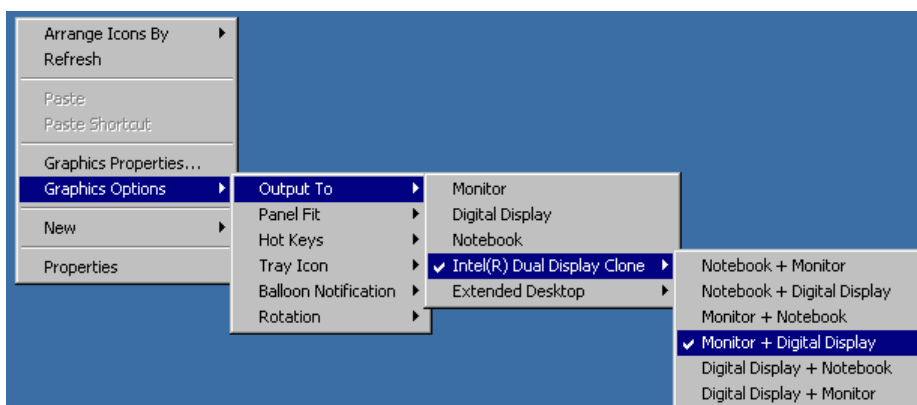 Arrange Icons By
Refresh
Paste
Paste Shortcut
Graphics Properties...
Graphics Options
New
Properties
Output To
Panel Fit
Hot Keys
Tray Icon
Balloon Notification
Rotation
Monitor
Digital Display
Notebook
Intel(R) Dual Display Clone
Extended Desktop
Notebook + Monitor
Notebook + Digital Display
Monitor + Notebook
Monitor + Digital Display
Digital Display + Notebook
Digital Display + Monitor